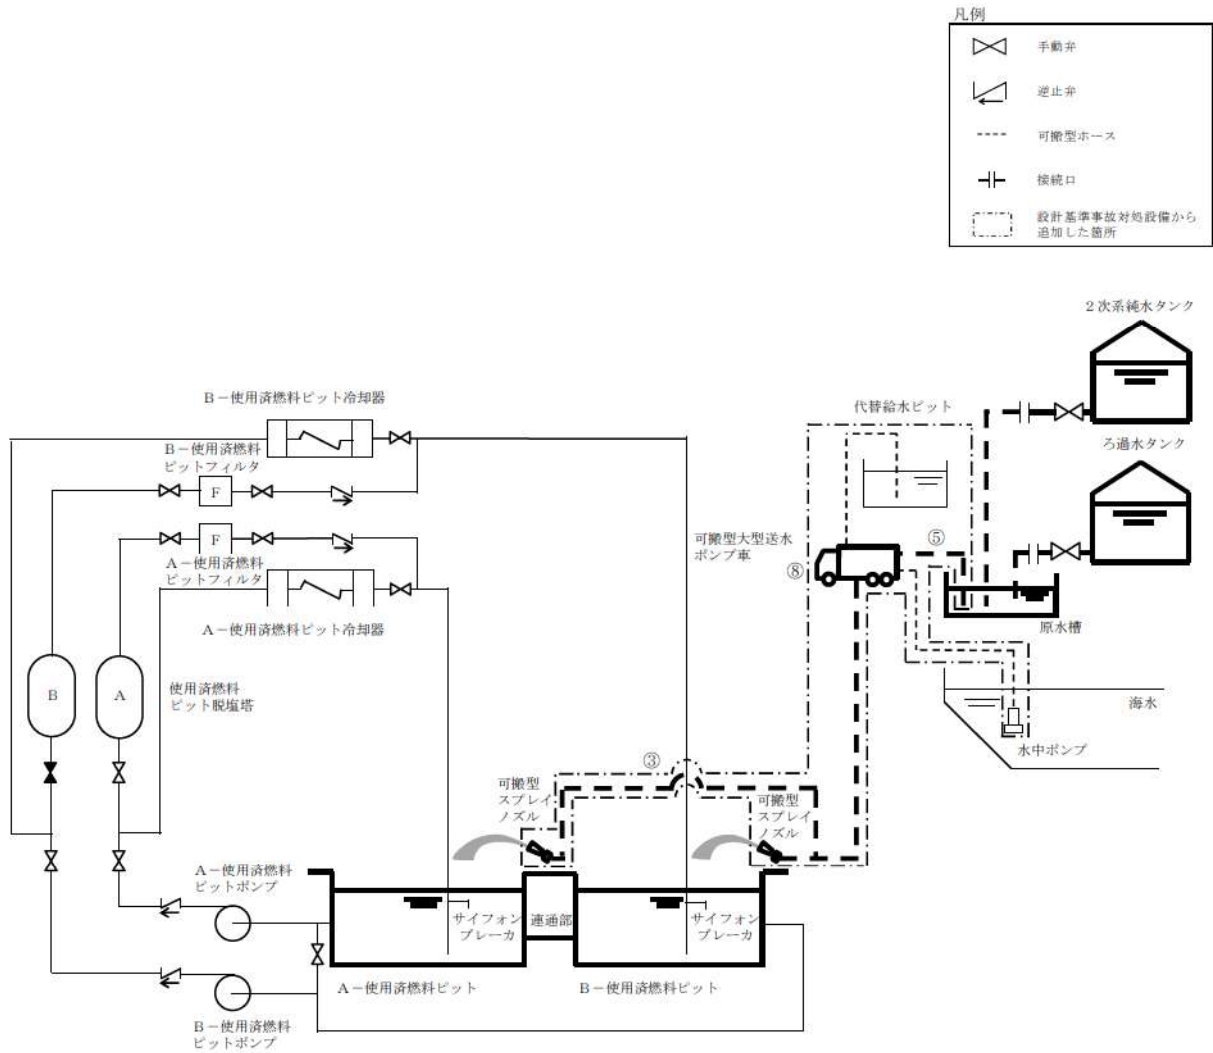 凡例
手動弁
逆止弁
可搬型ホース
接続口
設計基準事故対処設備から
追加した箇所
2次系純水タンク
ろ過水タンク
代替給水ピット
B-使用済燃料ピット冷却器
B-使用済燃料
ピットフィルタ
F
F
A-使用済燃料
ピットフィルタ
A-使用済燃料ピット冷却器
可搬型大型送水
ポンプ車
⑤
⑧
原水槽
B
A
使用済燃料
ピット脱塩塔
海水
水中ポンプ
③
可搬型
スプレイ
ノズル
可搬型
スプレイ
ノズル
A-使用済燃料
ピットポンプ
サイフォン
ブレーカ
連通部
サイフォン
ブレーカ
A-使用済燃料ピット
B-使用済燃料ピット
B-使用済燃料
ピットポンプ